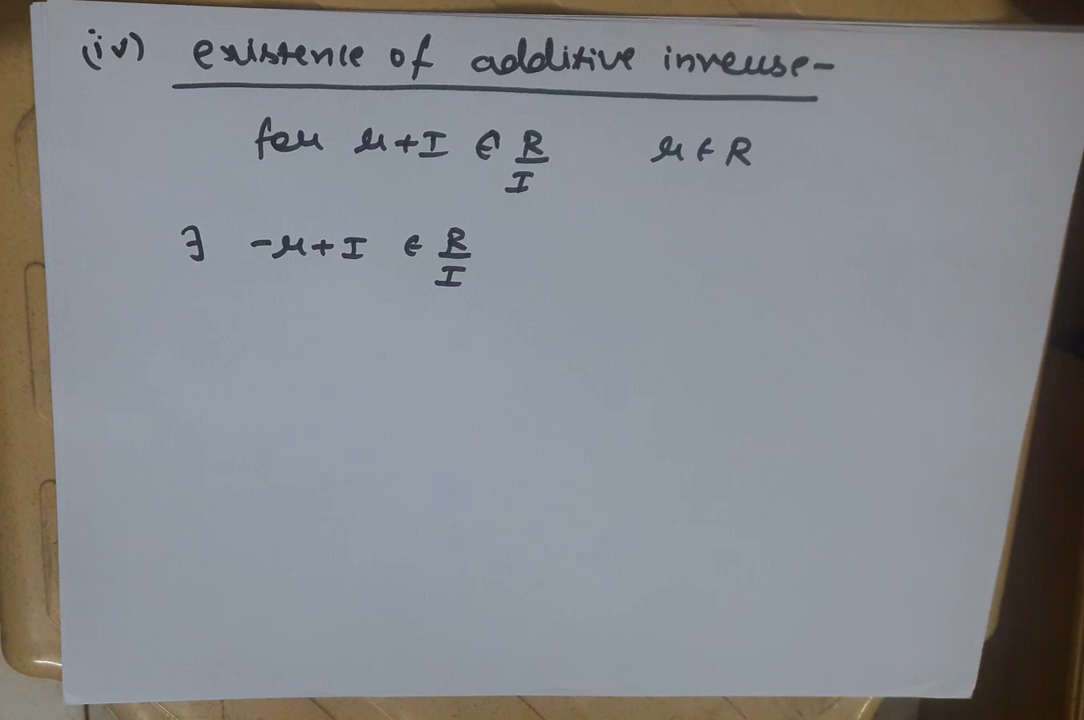 (iv) existence of additive inverse-
for r+I ∈ R/I r ∈ R
∃ -r+I ∈ R/I